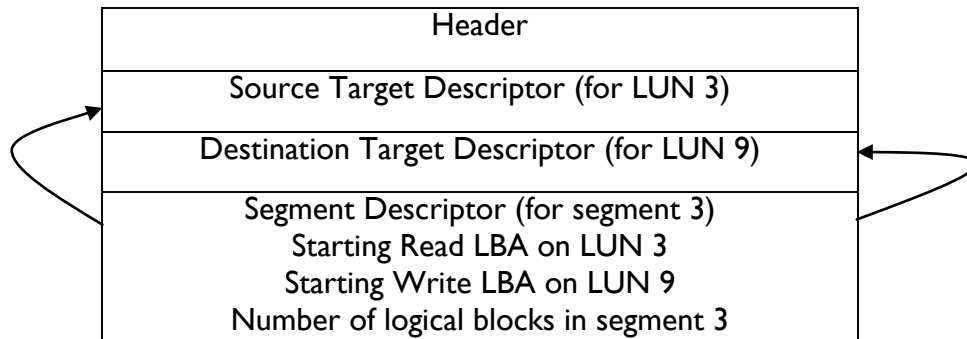 Header
Source Target Descriptor (for LUN 3)
Destination Target Descriptor (for LUN 9)
Segment Descriptor (for segment 3)
Starting Read LBA on LUN 3
Starting Write LBA on LUN 9
Number of logical blocks in segment 3